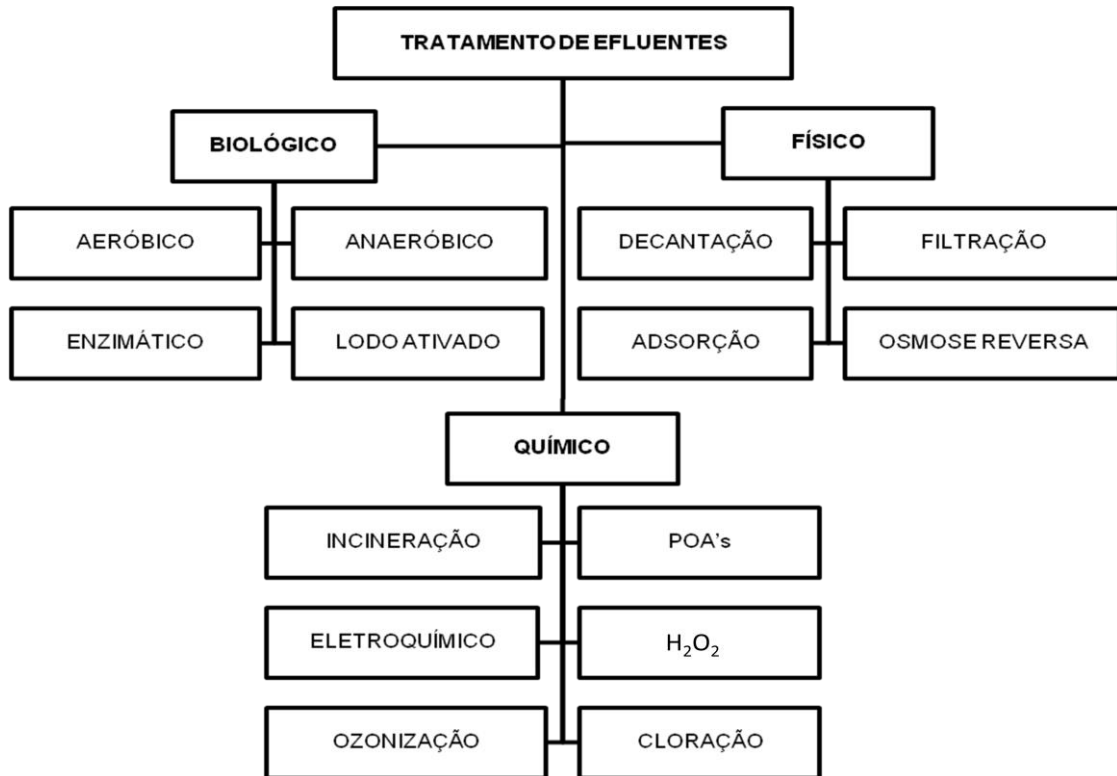 TRATAMENTO DE EFLUENTES
BIOLÓGICO
FÍSICO
AERÓBICO
ANAERÓBICO
DECANTAÇÃO
FILTRAÇÃO
ENZIMÁTICO
LODO ATIVADO
ADSORÇÃO
OSMOSE REVERSA
QUÍMICO
INCINERAÇÃO
POA's
ELETROQUÍMICO
H₂O₂
OZONIZAÇÃO
CLORAÇÃO